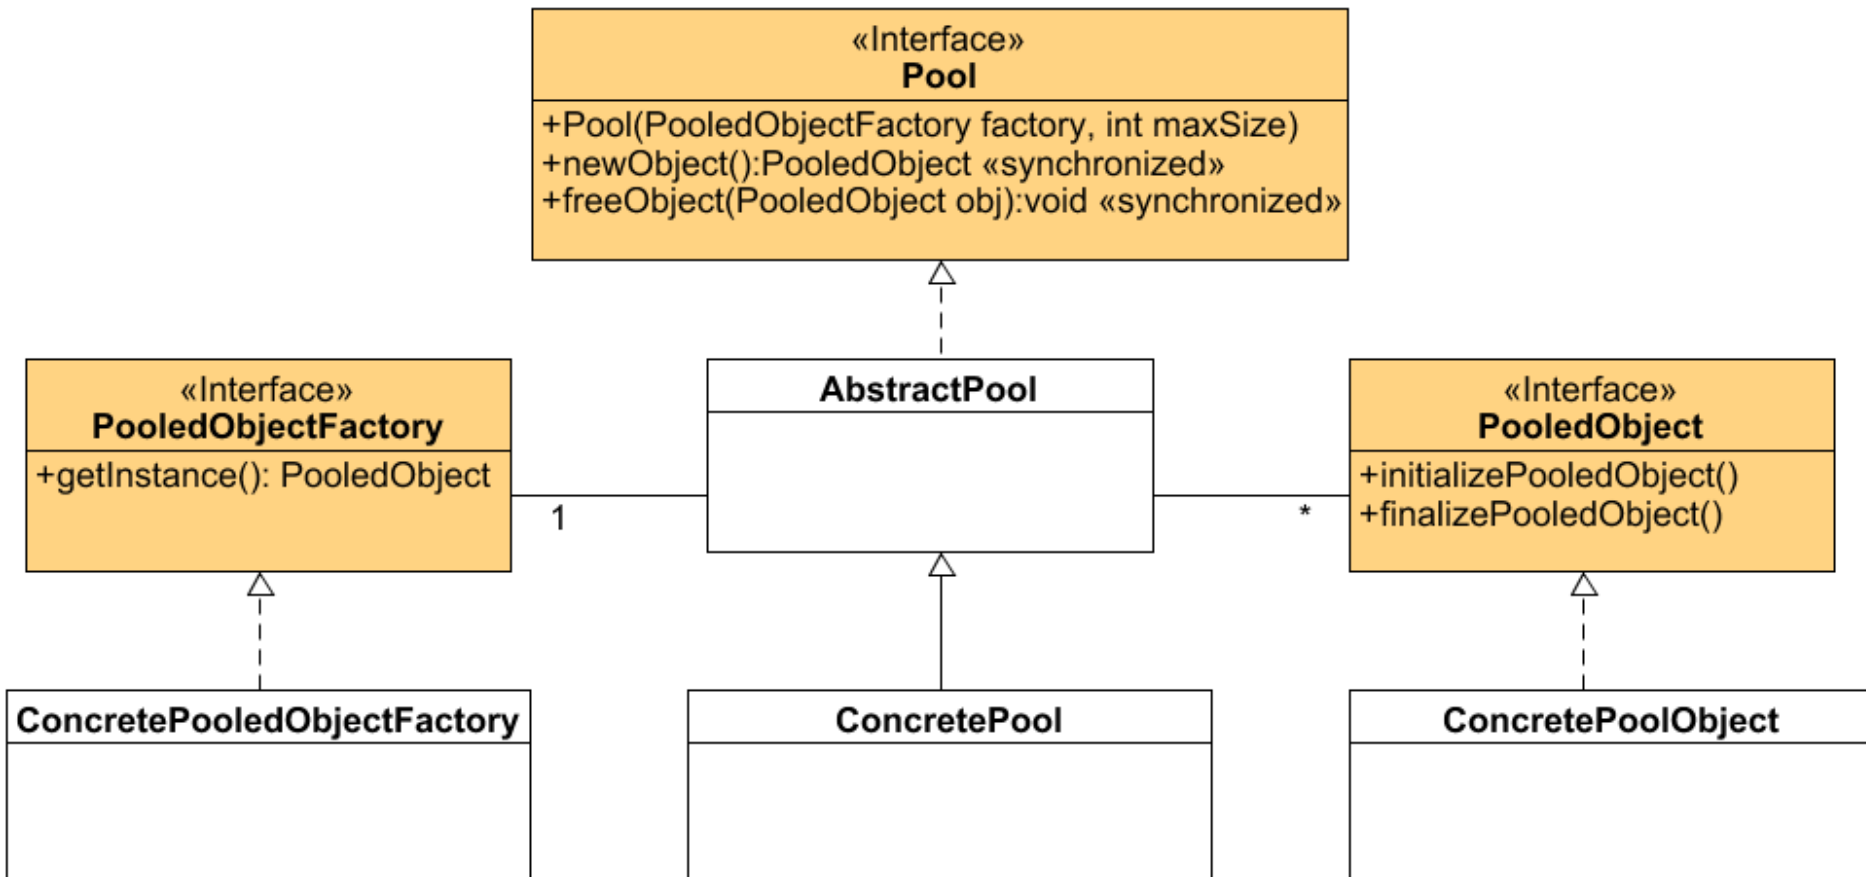 «Interface»
Pool
+Pool(PooledObjectFactory factory, int maxSize)
+newObject():PooledObject «synchronized»
+freeObject(PooledObject obj):void «synchronized»
«Interface»
PooledObjectFactory
+getInstance(): PooledObject
1
AbstractPool
*
«Interface»
PooledObject
+initializePooledObject()
+finalizePooledObject()
ConcretePooledObjectFactory
ConcretePool
ConcretePoolObject